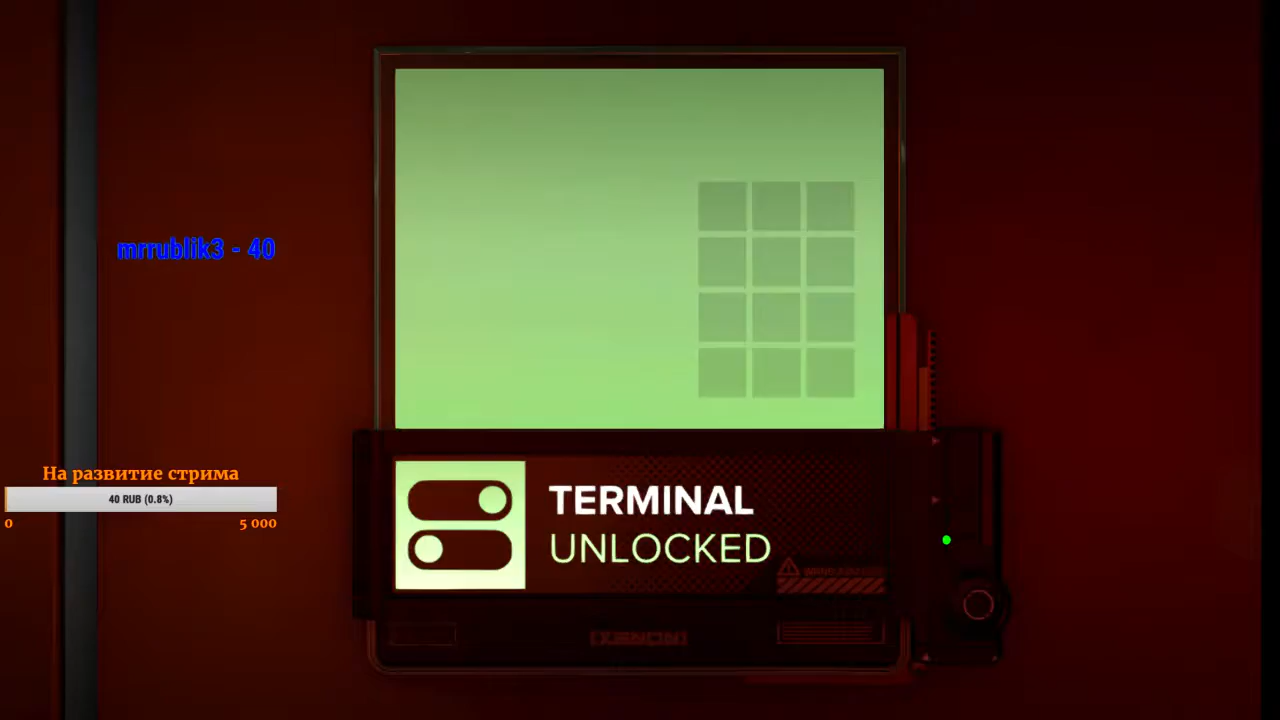 mrrublik3 - 40
На развитие стрима
40 RUB (0.8%)
0
5 000
TERMINAL
UNLOCKED